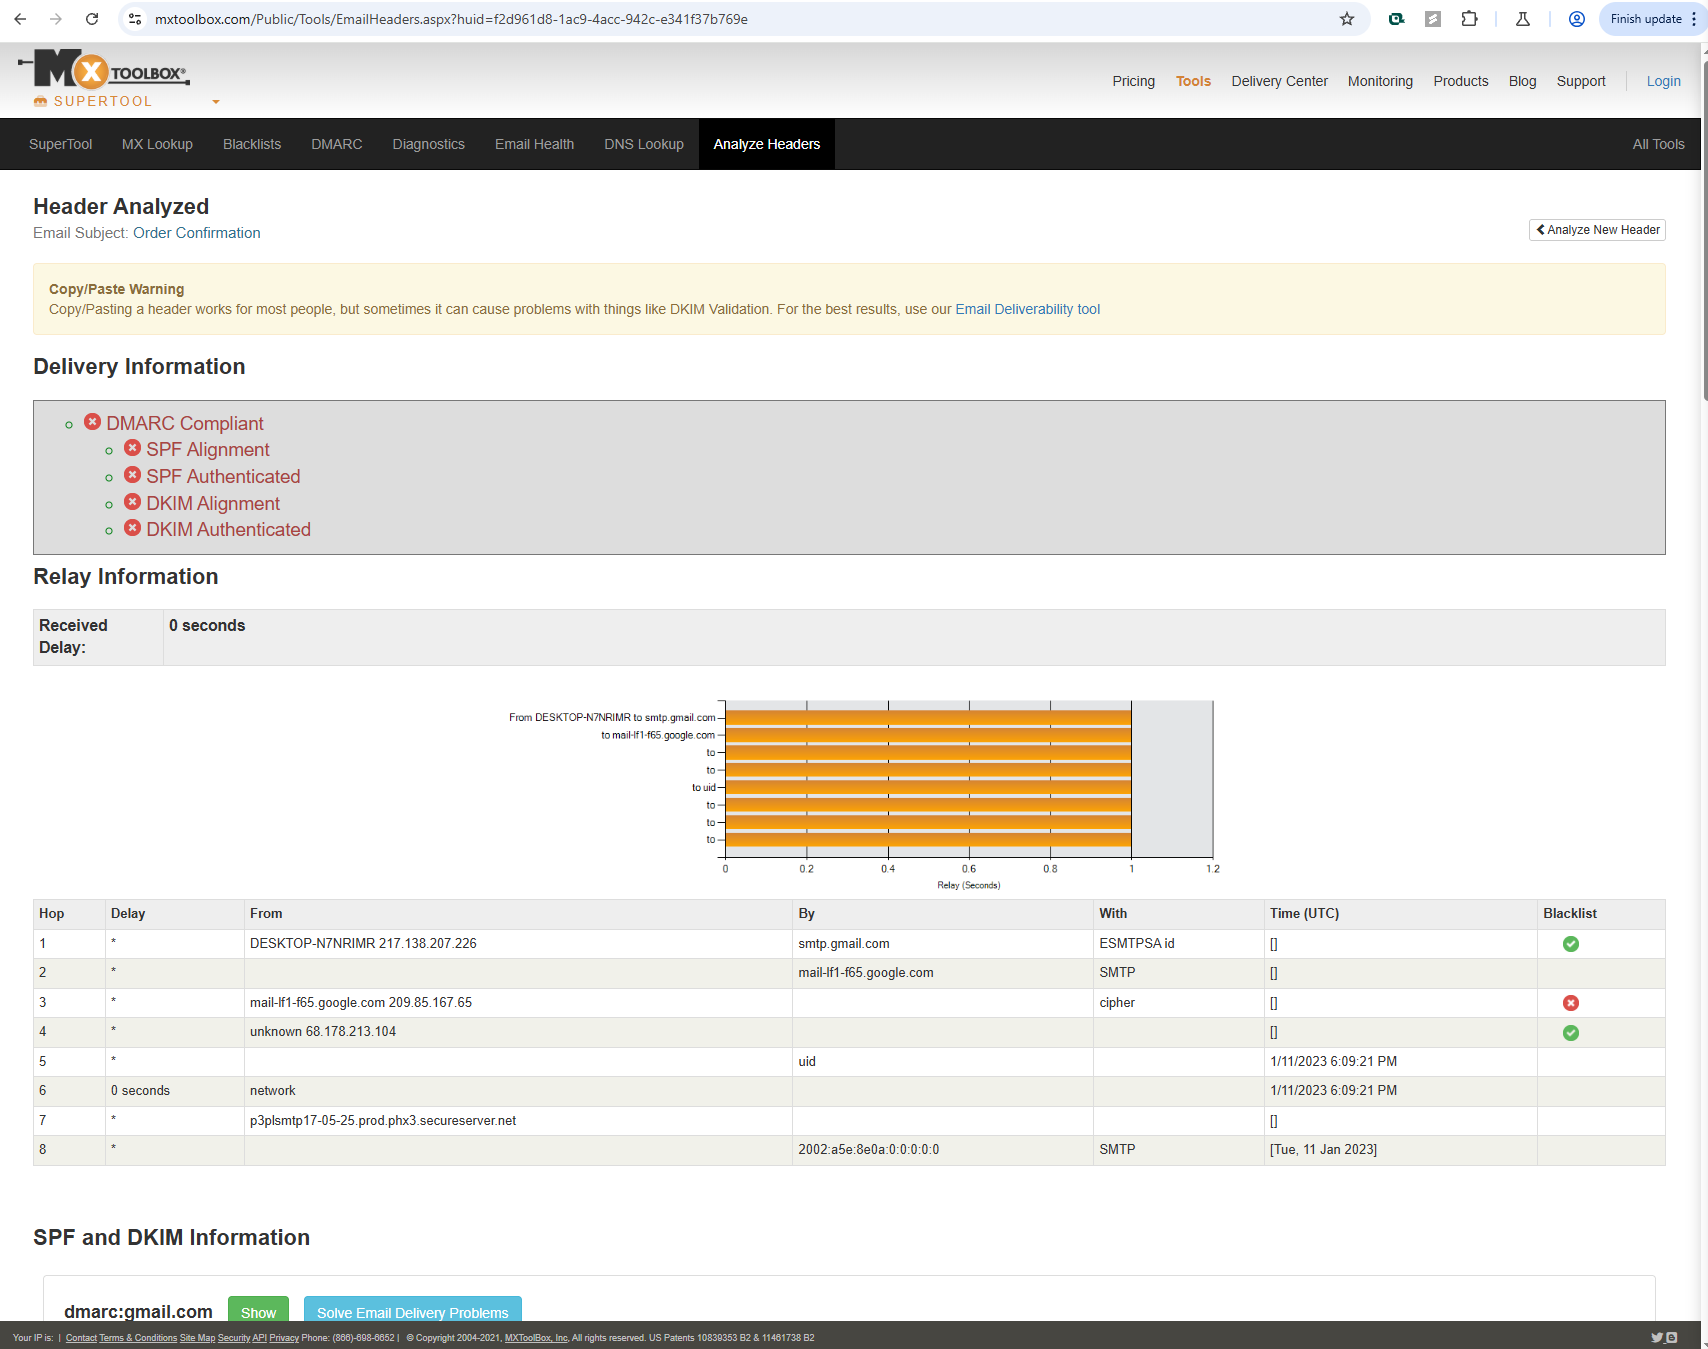 mxtoolbox.com/Public/Tools/EmailHeaders.aspx?huid=f2d961d8-1ac9-4acc-942c-e341f37b769e
Finish update
MX TOOLBOX®
SUPERTOOL
Pricing Tools Delivery Center Monitoring Products Blog Support Login
SuperTool MX Lookup Blacklists DMARC Diagnostics Email Health DNS Lookup Analyze Headers All Tools
Header Analyzed
Email Subject: Order Confirmation
Analyze New Header
Copy/Paste Warning
Copy/Pasting a header works for most people, but sometimes it can cause problems with things like DKIM Validation. For the best results, use our Email Deliverability tool
Delivery Information
DMARC Compliant
SPF Alignment
SPF Authenticated
DKIM Alignment
DKIM Authenticated
Relay Information
Received 0 seconds
Delay:
From DESKTOP-N7NRIMR to smtp.gmail.com
to mail-lf1-f65.google.com
to
to
to uid
to
to
to
0 0.2 0.4 0.6 0.8 1 1.2
Relay (Seconds)
Hop Delay From By With Time (UTC) Blacklist
1 * DESKTOP-N7NRIMR 217.138.207.226 smtp.gmail.com ESMTPSA id []
2 * mail-lf1-f65.google.com SMTP []
3 * mail-lf1-f65.google.com 209.85.167.65 cipher []
4 * unknown 68.178.213.104 []
5 * uid 1/11/2023 6:09:21 PM
6 0 seconds network 1/11/2023 6:09:21 PM
7 * p3plsmtp17-05-25.prod.phx3.secureserver.net []
8 * 2002:a5e:8e0a:0:0:0:0:0 SMTP [Tue, 11 Jan 2023]
SPF and DKIM Information
dmarc:gmail.com Show Solve Email Delivery Problems
Your IP is: | Contact Terms & Conditions Site Map Security API Privacy Phone: (866)-698-6652 | © Copyright 2004-2021, MXToolBox, Inc, All rights reserved. US Patents 10839353 B2 & 11461738 B2